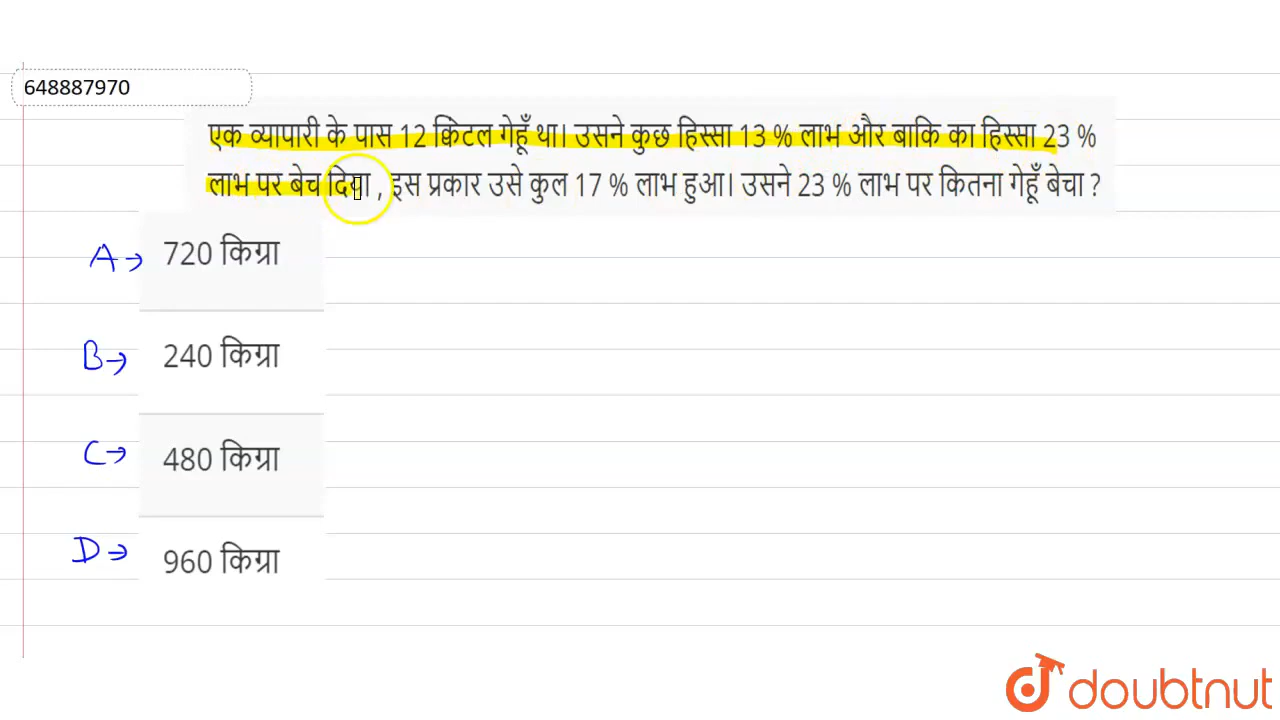 648887970
एक व्यापारी के पास 12 क्विंटल गेहूँ था। उसने कुछ हिस्सा 13 % लाभ और बाकि का हिस्सा 23 %
लाभ पर बेच दिया , इस प्रकार उसे कुल 17 % लाभ हुआ। उसने 23 % लाभ पर कितना गेहूँ बेचा ?
A→ 720 किग्रा
B→ 240 किग्रा
C→ 480 किग्रा
D→ 960 किग्रा
doubtnut